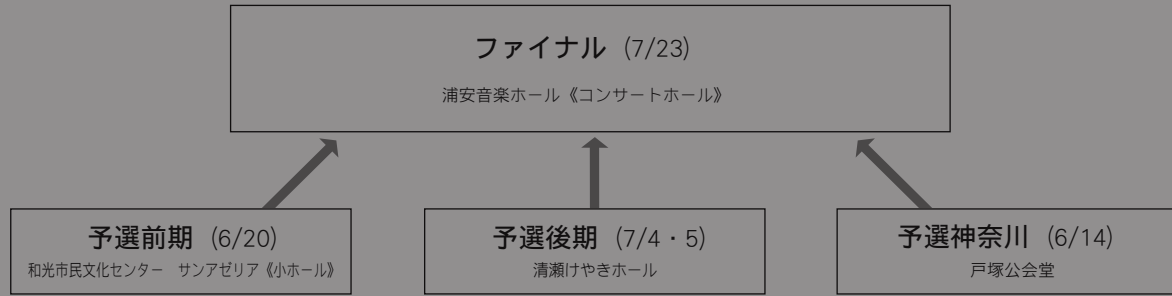 ファイナル (7/23)
浦安音楽ホール《コンサートホール》
予選前期 (6/20)
和光市民文化センター　サンアゼリア《小ホール》
予選後期 (7/4・5)
清瀬けやきホール
予選神奈川 (6/14)
戸塚公会堂